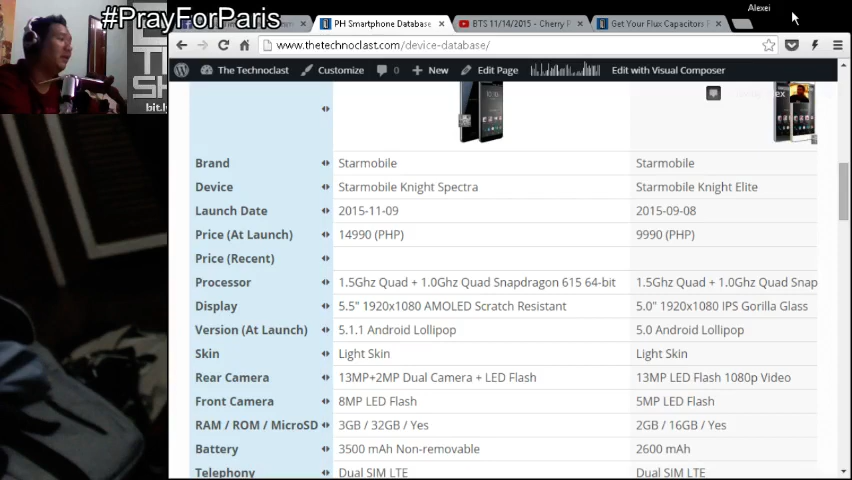 #PrayForParis
PH Smartphone Database
BTS 11/14/2015 - Cherry P
Get Your Flux Capacitors F
Alexei
www.thetechnoclast.com/device-database/
The Technoclast
Customize
0
New
Edit Page
Edit with Visual Composer
Brand Starmobile Starmobile
Device Starmobile Knight Spectra Starmobile Knight Elite
Launch Date 2015-11-09 2015-09-08
Price (At Launch) 14990 (PHP) 9990 (PHP)
Price (Recent)
Processor 1.5Ghz Quad + 1.0Ghz Quad Snapdragon 615 64-bit 1.5Ghz Quad + 1.0Ghz Quad Snap
Display 5.5" 1920x1080 AMOLED Scratch Resistant 5.0" 1920x1080 IPS Gorilla Glass
Version (At Launch) 5.1.1 Android Lollipop 5.0 Android Lollipop
Skin Light Skin Light Skin
Rear Camera 13MP+2MP Dual Camera + LED Flash 13MP LED Flash 1080p Video
Front Camera 8MP LED Flash 5MP LED Flash
RAM / ROM / MicroSD 3GB / 32GB / Yes 2GB / 16GB / Yes
Battery 3500 mAh Non-removable 2600 mAh
Telephony Dual SIM LTE Dual SIM LTE